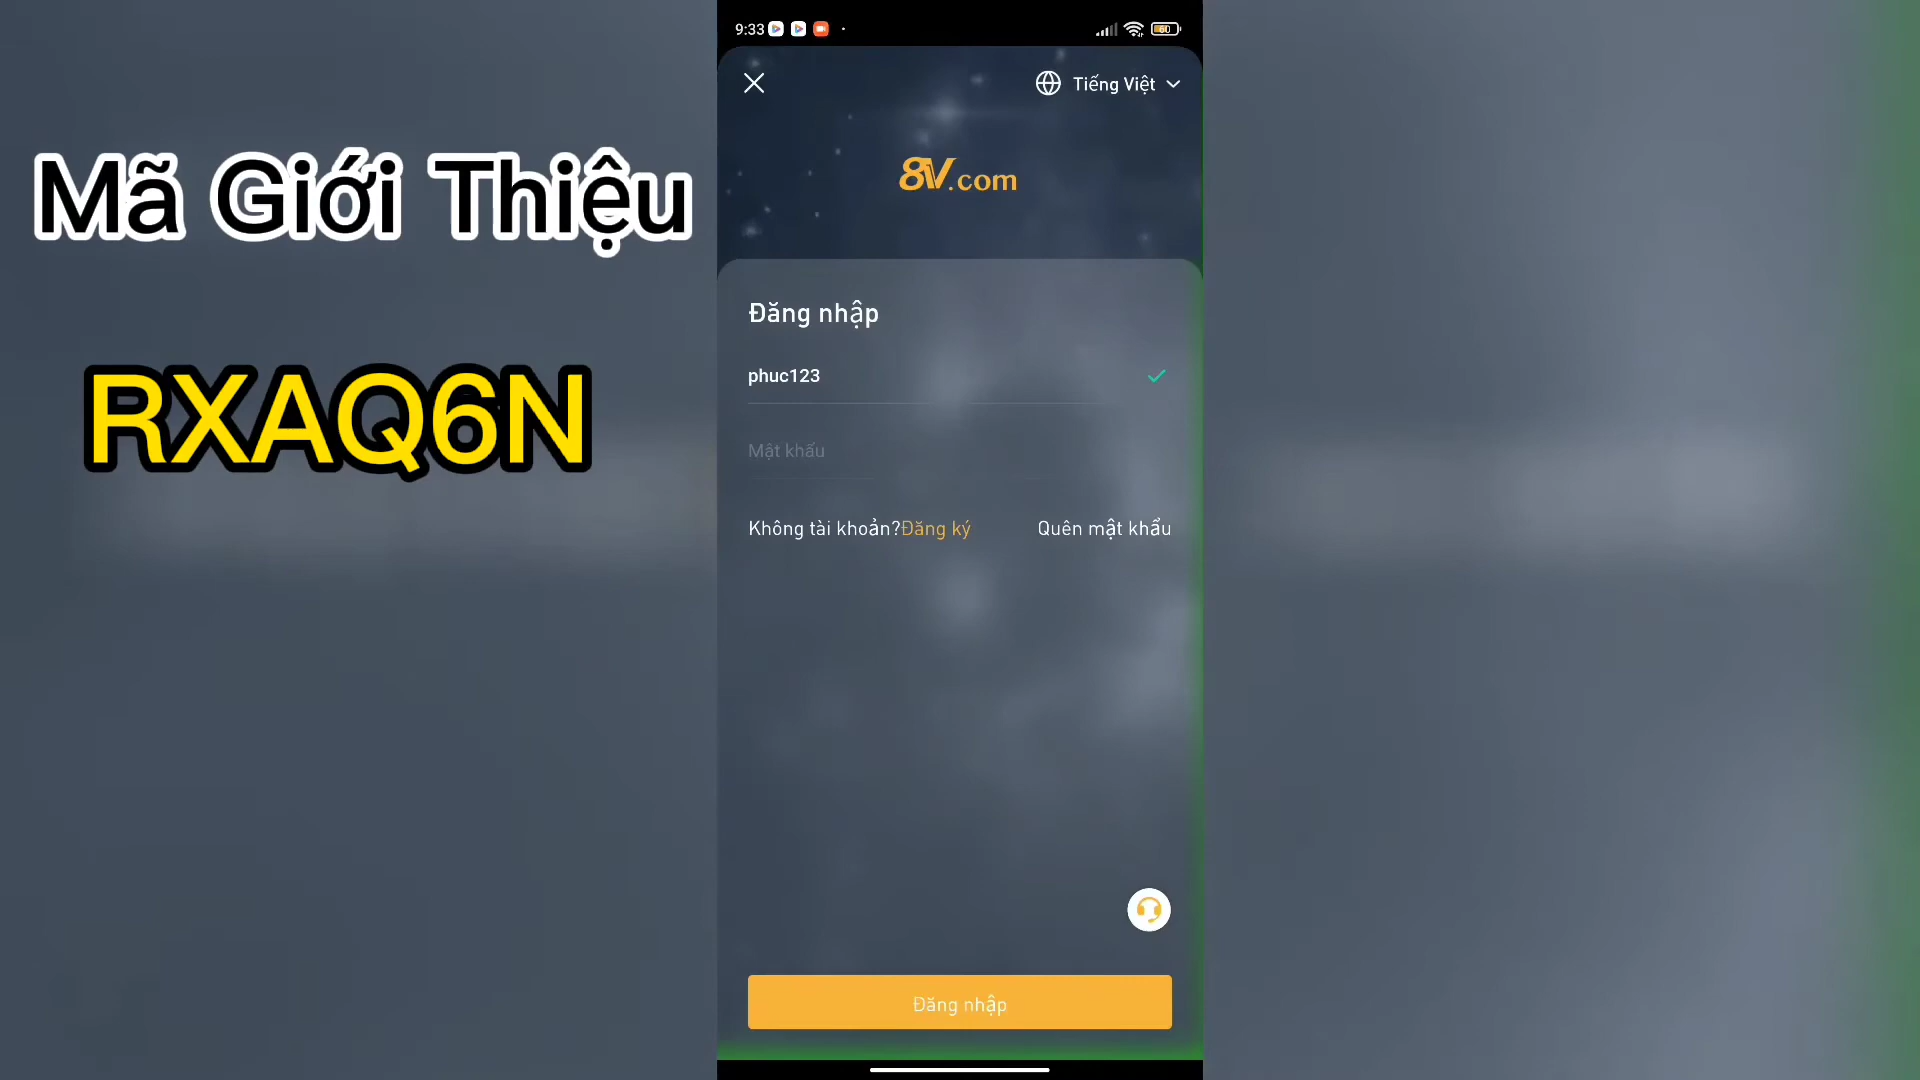 9:33
60
Tiếng Việt
Mã Giới Thiệu
RXAQ6N
8V.com
Đăng nhập
phuc123
Mật khẩu
Không tài khoản?Đăng ký
Quên mật khẩu
Đăng nhập